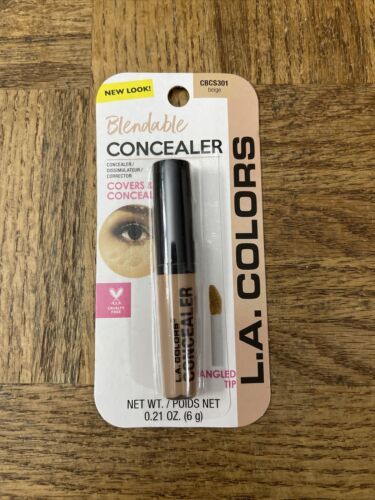 NEW LOOK!
CBCS301
beige
Blendable
CONCEALER
CONCEALER/
DISSIMULATEUR /
CORRECTOR
COVERS &
CONCEAL
CRUELTY
FREE
L.A. COLORS
CONCEALER
ANGLED
TIP
L.A. COLORS
NET WT. / POIDS NET
0.21 OZ. (6 g)